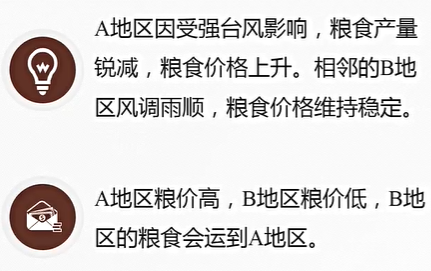 A地区因受强台风影响，粮食产量
锐减，粮食价格上升。相邻的B地
区风调雨顺，粮食价格维持稳定。
A地区粮价高，B地区粮价低，B地
区的粮食会运到A地区。